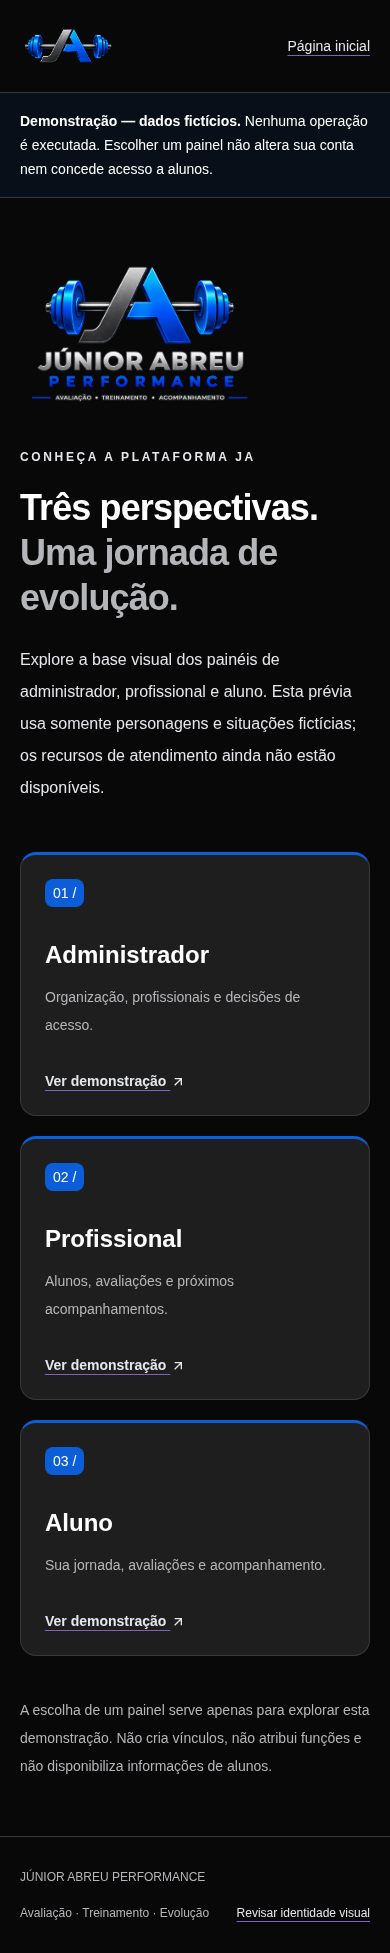 Página inicial
Demonstração — dados fictícios. Nenhuma operação
é executada. Escolher um painel não altera sua conta
nem concede acesso a alunos.
JÚNIOR ABREU
PERFORMANCE
AVALIAÇÃO • TREINAMENTO • ACOMPANHAMENTO
CONHEÇA A PLATAFORMA JA
Três perspectivas.
Uma jornada de
evolução.
Explore a base visual dos painéis de
administrador, profissional e aluno. Esta prévia
usa somente personagens e situações fictícias;
os recursos de atendimento ainda não estão
disponíveis.
01 /
Administrador
Organização, profissionais e decisões de
acesso.
Ver demonstração
02 /
Profissional
Alunos, avaliações e próximos
acompanhamentos.
Ver demonstração
03 /
Aluno
Sua jornada, avaliações e acompanhamento.
Ver demonstração
A escolha de um painel serve apenas para explorar esta
demonstração. Não cria vínculos, não atribui funções e
não disponibiliza informações de alunos.
JÚNIOR ABREU PERFORMANCE
Avaliação · Treinamento · Evolução Revisar identidade visual